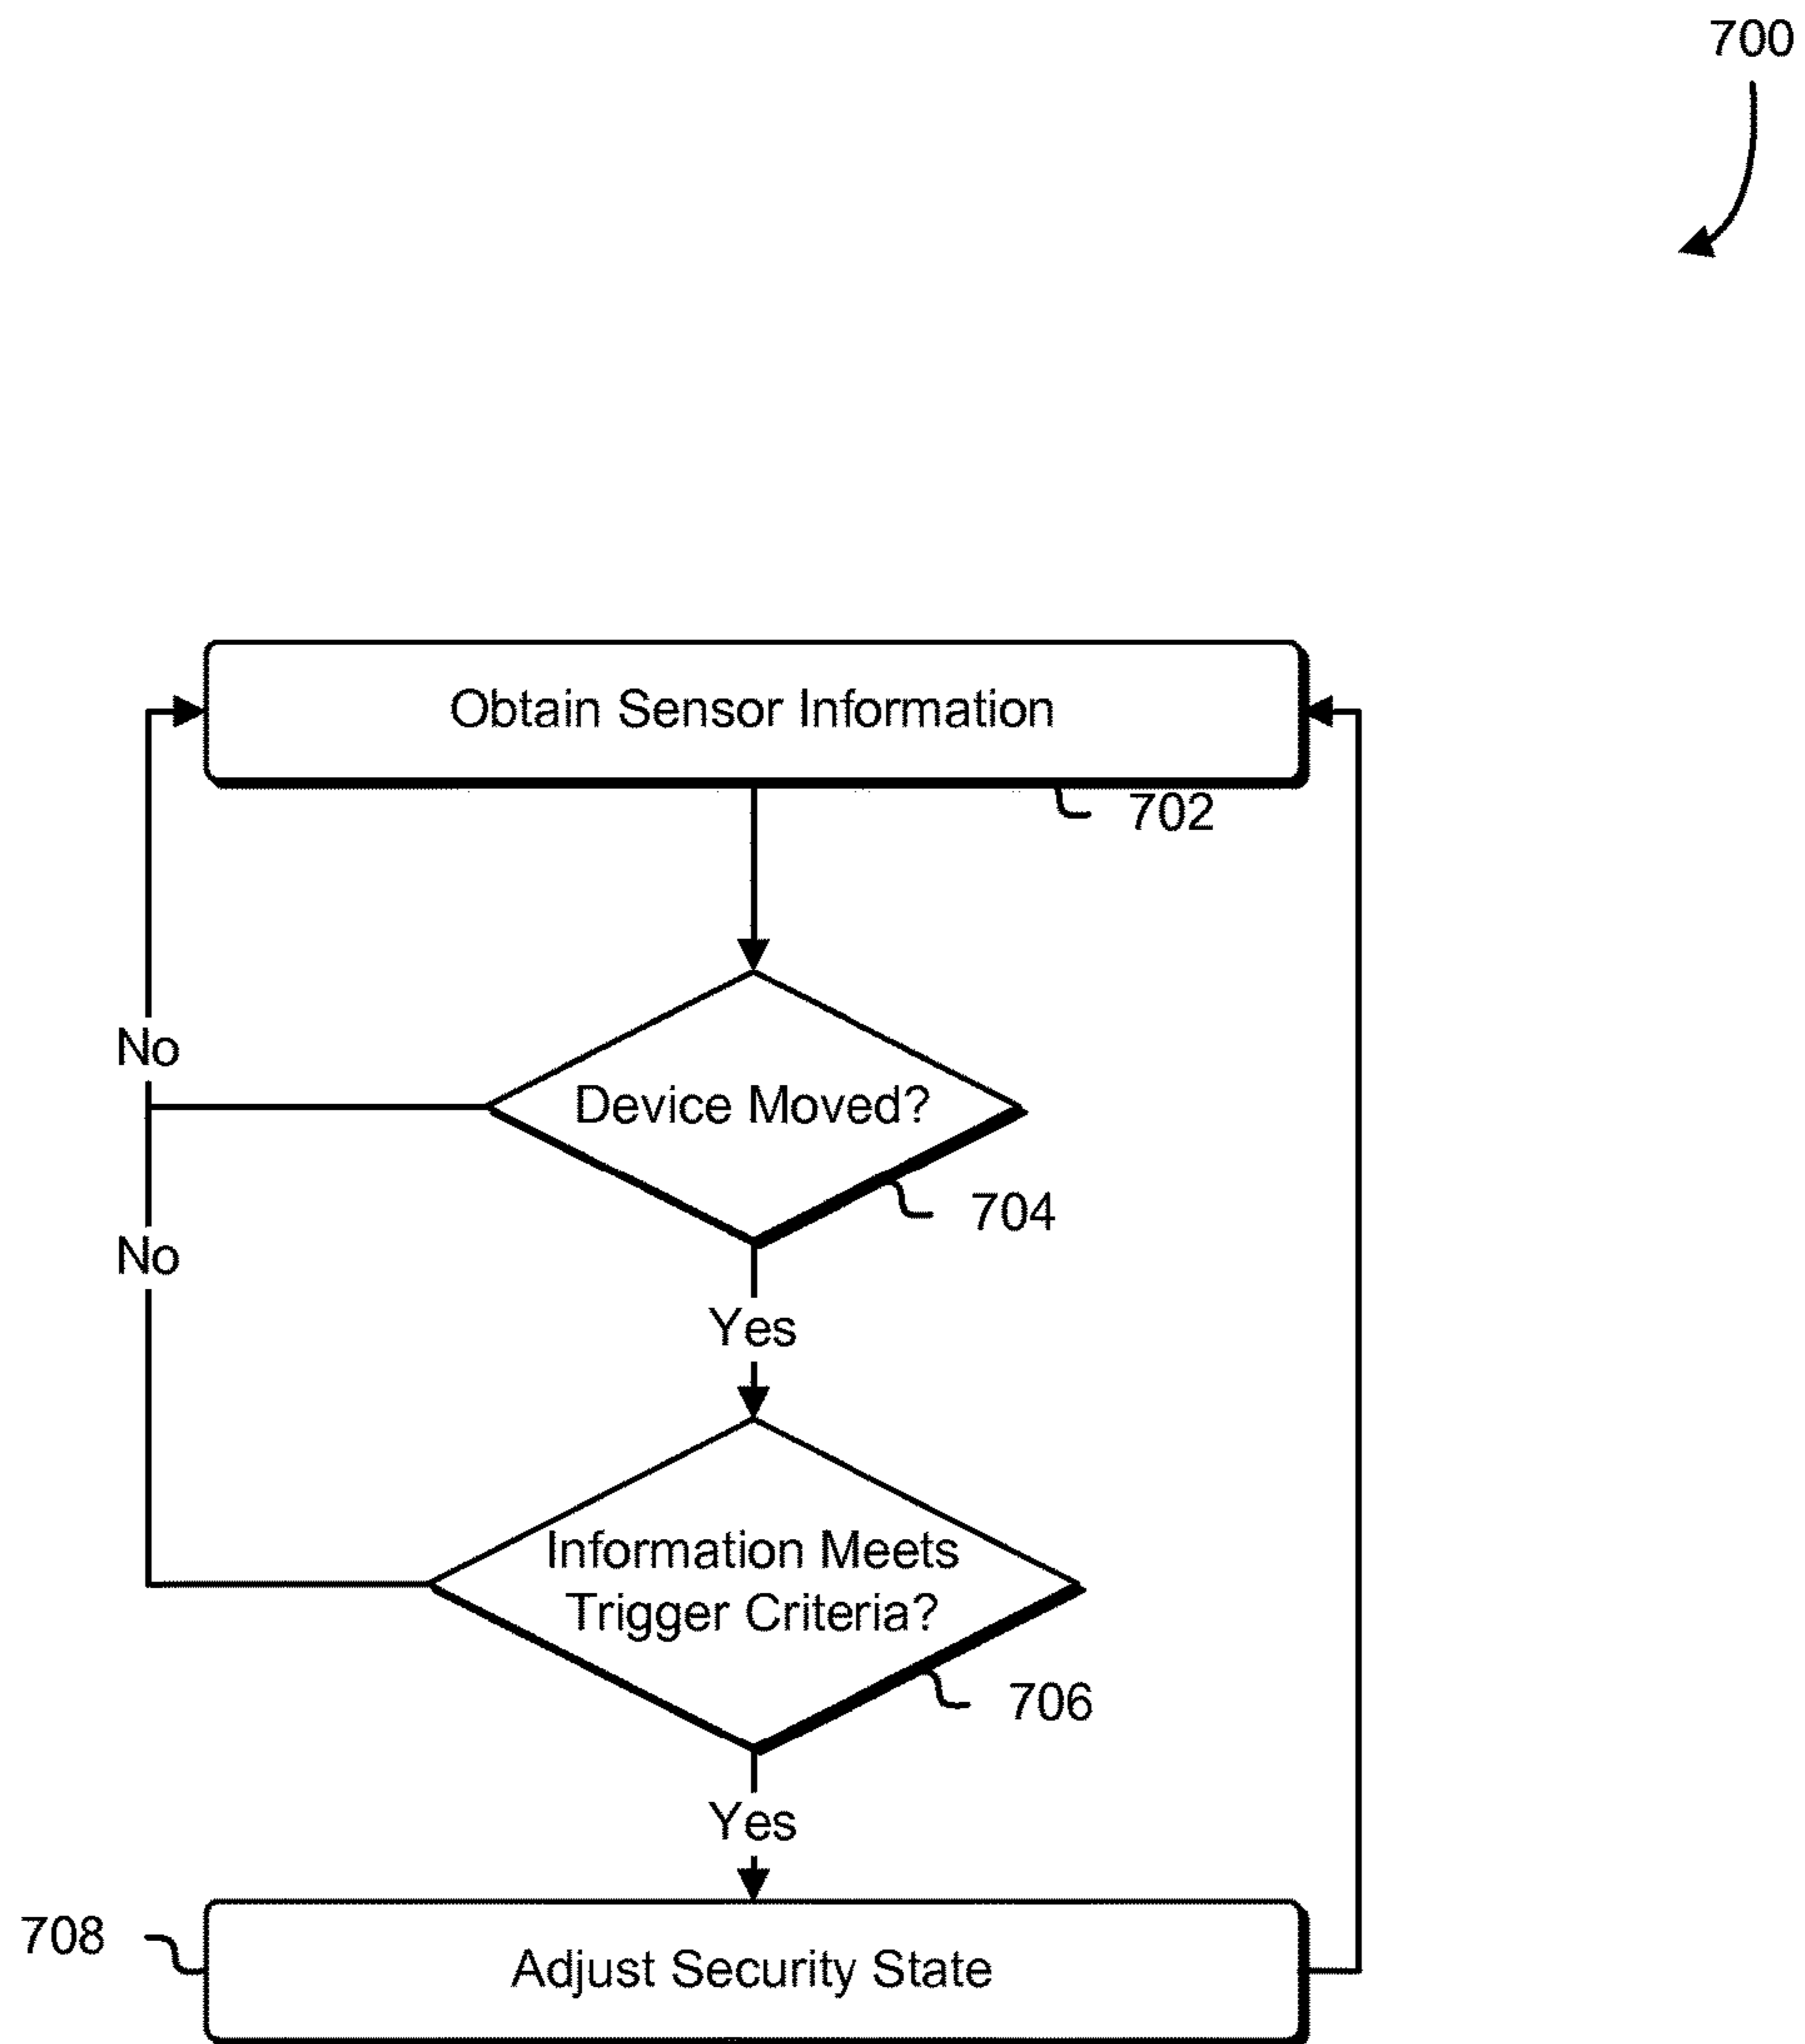 700
Obtain Sensor Information
702
No
Device Moved?
704
No
Yes
Information Meets
Trigger Criteria?
706
Yes
708
Adjust Security State